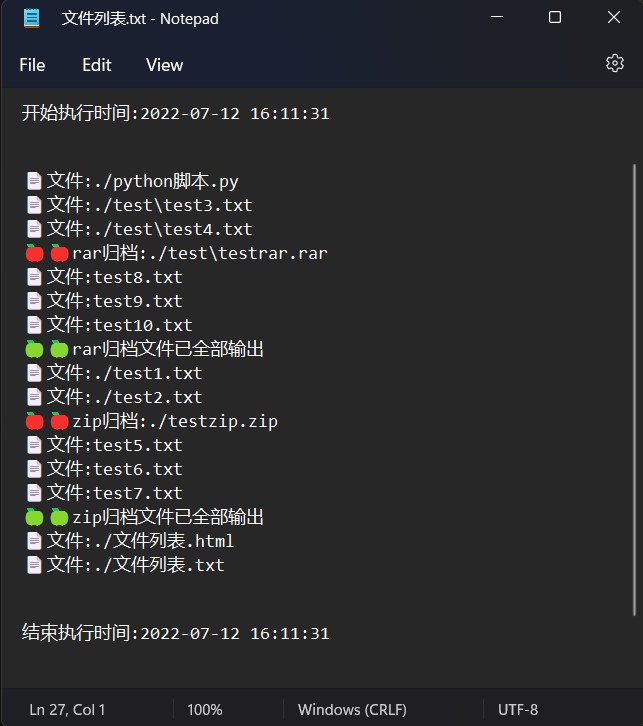 文件列表.txt - Notepad
File Edit View
开始执行时间:2022-07-12 16:11:31
📄文件:./python脚本.py
📄文件:./test\test3.txt
📄文件:./test\test4.txt
🍎🍎rar归档:./test\testrar.rar
📄文件:test8.txt
📄文件:test9.txt
📄文件:test10.txt
🍏🍏rar归档文件已全部输出
📄文件:./test1.txt
📄文件:./test2.txt
🍎🍎zip归档:./testzip.zip
📄文件:test5.txt
📄文件:test6.txt
📄文件:test7.txt
🍏🍏zip归档文件已全部输出
📄文件:./文件列表.html
📄文件:./文件列表.txt
结束执行时间:2022-07-12 16:11:31
Ln 27, Col 1 100% Windows (CRLF) UTF-8